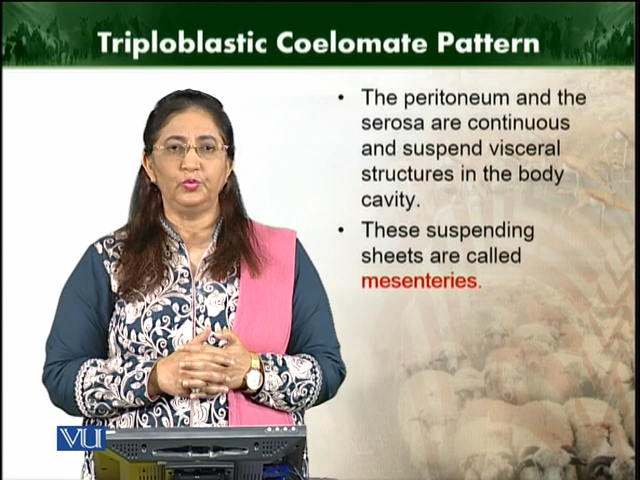 Triploblastic Coelomate Pattern
• The peritoneum and the
serosa are continuous
and suspend visceral
structures in the body
cavity.
• These suspending
sheets are called
mesenteries.
VU